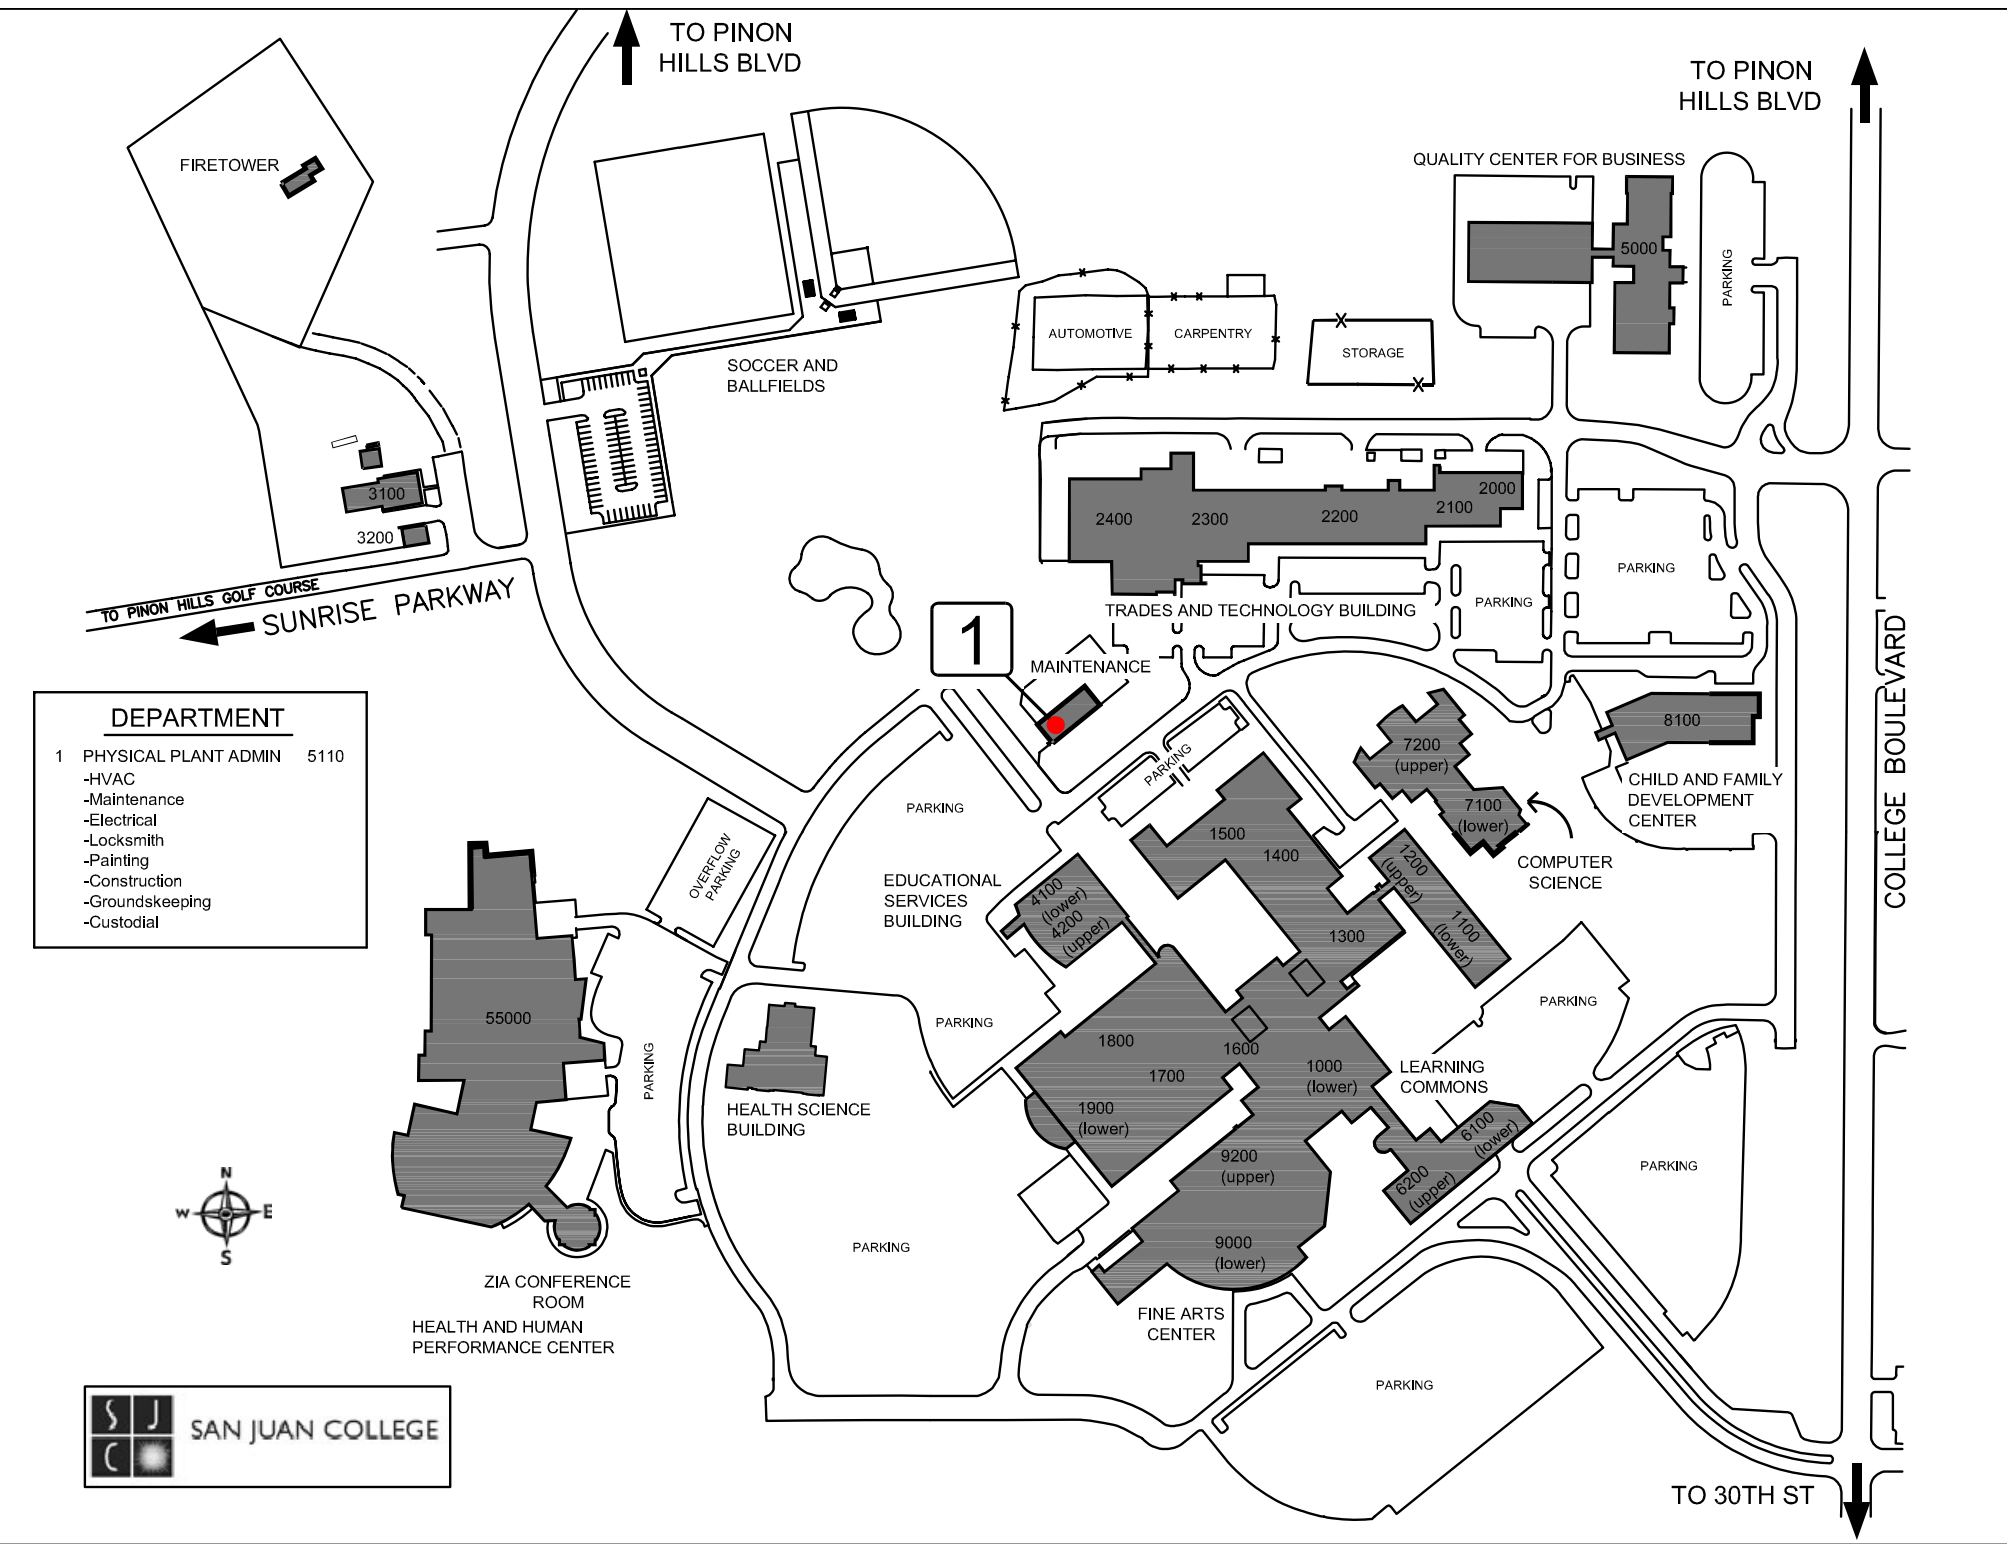 TO PINON
HILLS BLVD
TO PINON
HILLS BLVD
FIRETOWER
QUALITY CENTER FOR BUSINESS
5000
PARKING
AUTOMOTIVE
CARPENTRY
STORAGE
SOCCER AND
BALLFIELDS
3100
3200
2000
2100
2200
2300
2400
PARKING
PARKING
TO PINON HILLS GOLF COURSE
SUNRISE PARKWAY
TRADES AND TECHNOLOGY BUILDING
1
MAINTENANCE
COLLEGE BOULEVARD
DEPARTMENT
1 PHYSICAL PLANT ADMIN 5110
-HVAC
-Maintenance
-Electrical
-Locksmith
-Painting
-Construction
-Groundskeeping
-Custodial
8100
CHILD AND FAMILY
DEVELOPMENT
CENTER
7200
(upper)
7100
(lower)
COMPUTER
SCIENCE
PARKING
PARKING
OVERFLOW
PARKING
1500
1400
1300
1200
(upper)
1100
(lower)
EDUCATIONAL
SERVICES
BUILDING
4100
(lower)
4200
(upper)
PARKING
PARKING
55000
PARKING
1800
1700
1600
1900
(lower)
1000
(lower)
LEARNING
COMMONS
6100
(lower)
6200
(upper)
HEALTH SCIENCE
BUILDING
9200
(upper)
9000
(lower)
PARKING
PARKING
N
W E
S
ZIA CONFERENCE
ROOM
HEALTH AND HUMAN
PERFORMANCE CENTER
FINE ARTS
CENTER
PARKING
SJC
SAN JUAN COLLEGE
TO 30TH ST